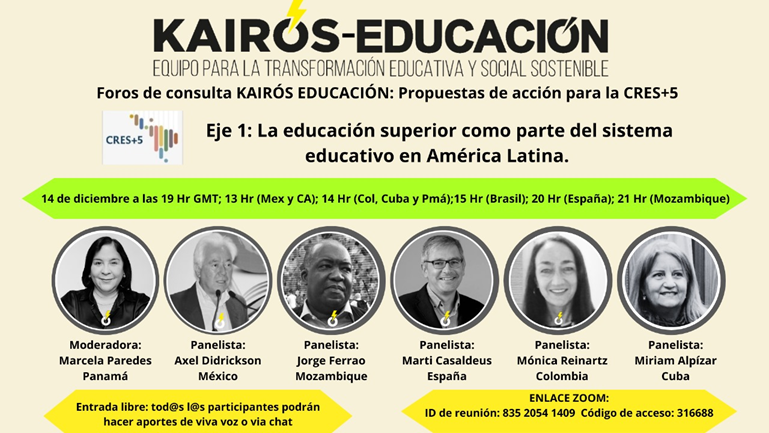 KAIRÓS-EDUCACIÓN
EQUIPO PARA LA TRANSFORMACIÓN EDUCATIVA Y SOCIAL SOSTENIBLE
Foros de consulta KAIRÓS EDUCACIÓN: Propuestas de acción para la CRES+5
CRES+5
Eje 1: La educación superior como parte del sistema
educativo en América Latina.
14 de diciembre a las 19 Hr GMT; 13 Hr (Mex y CA); 14 Hr (Col, Cuba y Pmá);15 Hr (Brasil); 20 Hr (España); 21 Hr (Mozambique)
Moderadora:
Marcela Paredes
Panamá
Panelista:
Axel Didrickson
México
Panelista:
Jorge Ferrao
Mozambique
Panelista:
Marti Casaldeus
España
Panelista:
Mónica Reinartz
Colombia
Panelista:
Miriam Alpízar
Cuba
Entrada libre: tod@s l@s participantes podrán
hacer aportes de viva voz o via chat
ENLACE ZOOM:
ID de reunión: 835 2054 1409 Código de acceso: 316688